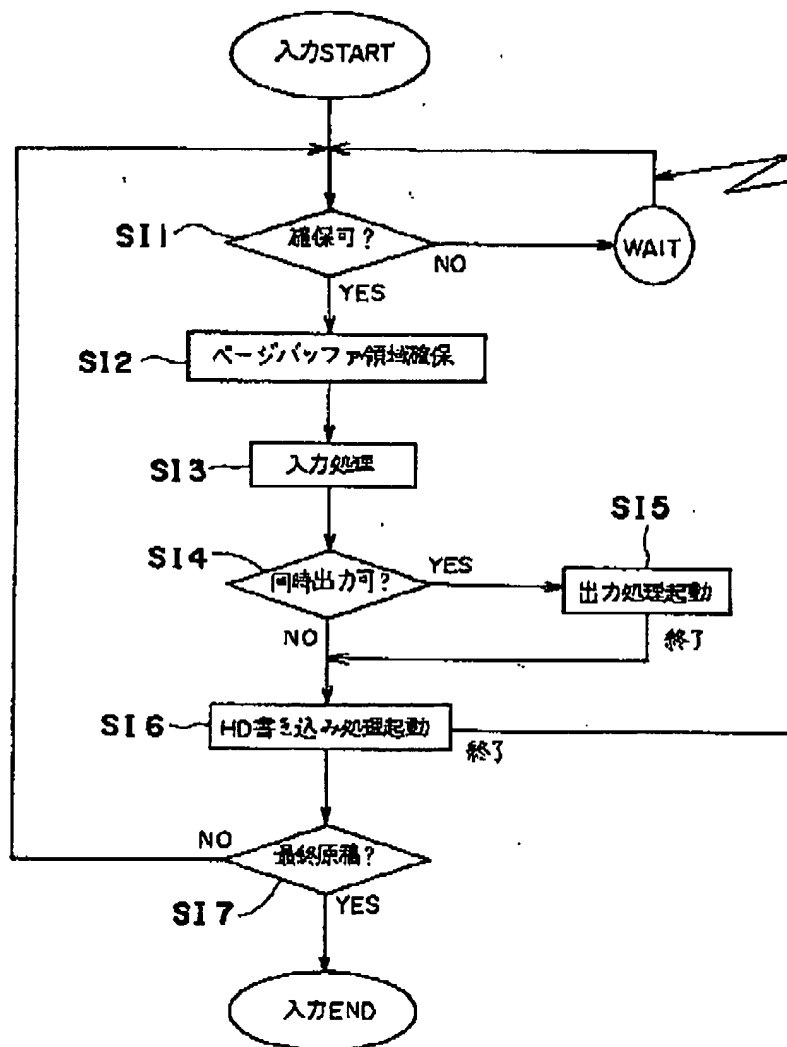 入力START
SI1
確保可?
NO
WAIT
YES
SI2
ページバッファ領域確保
SI3
入力処理
SI4
同時出力可?
YES
SI5
出力処理起動
NO
終了
SI6
HD書き込み処理起動
終了
NO
最終原稿?
SI7
YES
入力END